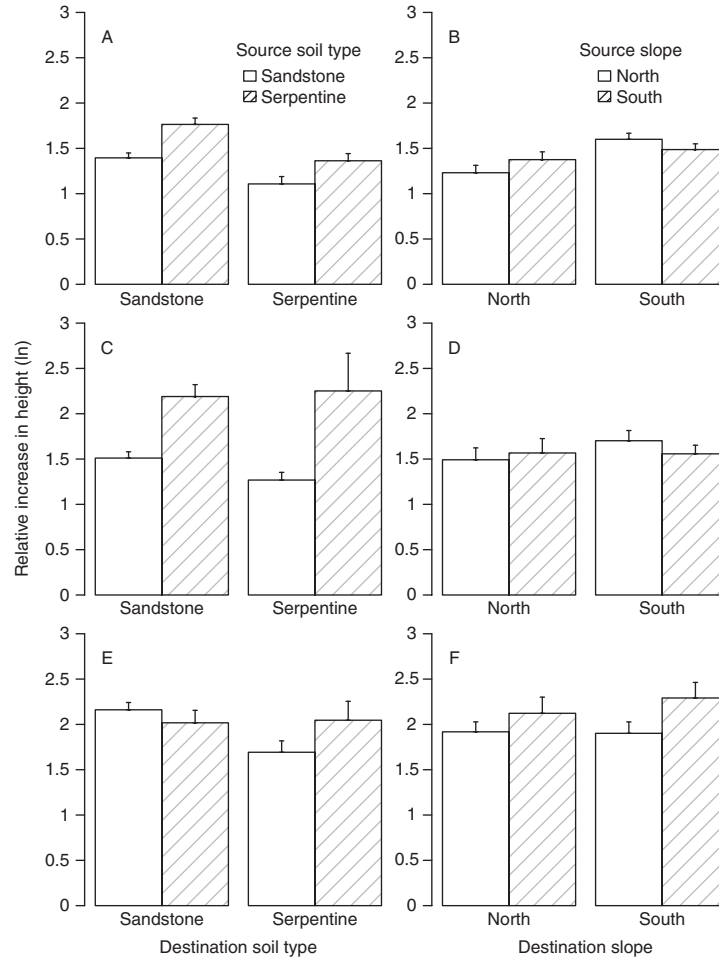 A
Source soil type
Sandstone
Serpentine
3
2.5
2
1.5
1
0.5
0
Sandstone Serpentine
B
Source slope
North
South
3
2.5
2
1.5
1
0.5
0
North South
Relative increase in height (ln)
C
3
2.5
2
1.5
1
0.5
0
Sandstone Serpentine
D
3
2.5
2
1.5
1
0.5
0
North South
E
3
2.5
2
1.5
1
0.5
0
Sandstone Serpentine
Destination soil type
F
3
2.5
2
1.5
1
0.5
0
North South
Destination slope